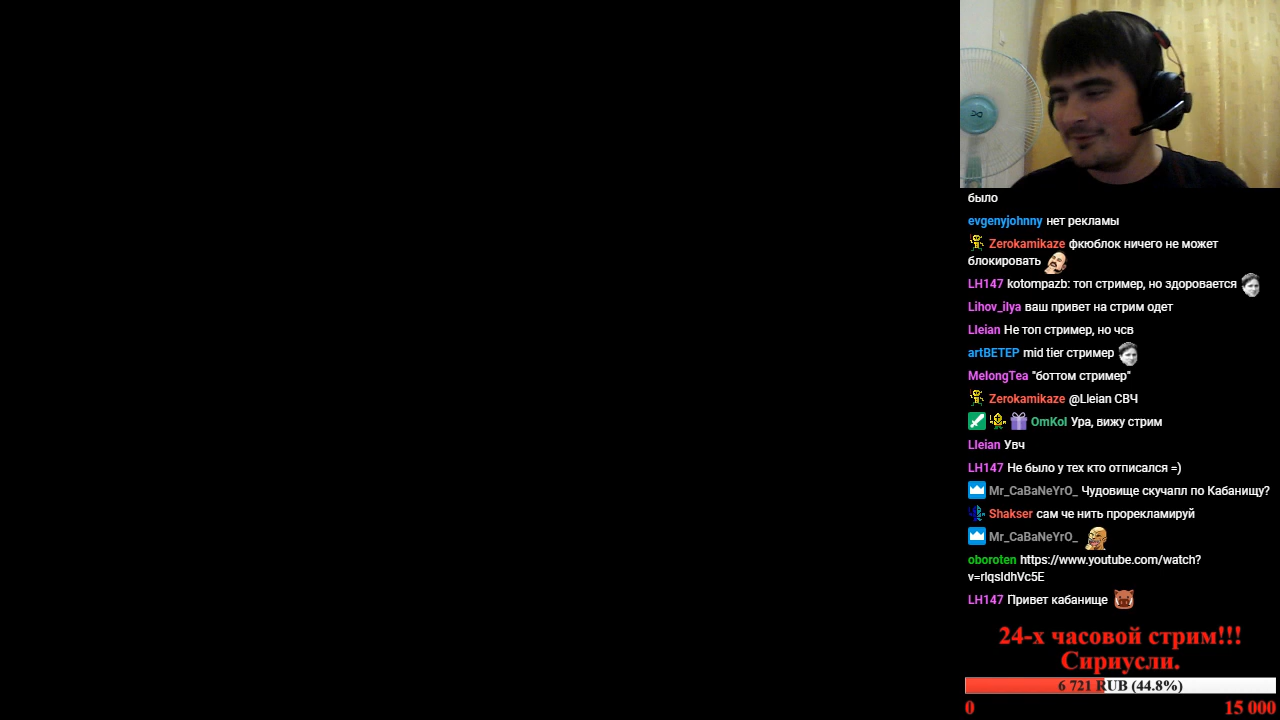 было
evgenyjohnny нет рекламы
Zerokamikaze фкюблок ничего не может
блокировать
LH147 kotompazb: топ стример, но здоровается
Lihov_ilya ваш привет на стрим одет
Lleian Не топ стример, но чсв
artBETEP mid tier стример
MelongTea "боттом стример"
Zerokamikaze @Lleian СВЧ
OmKol Ура, вижу стрим
Lleian Увч
LH147 Не было у тех кто отписался =)
Mr_CaBaNeYrO_ Чудовище скучапл по Кабанищу?
Shakser сам че нить прорекламируй
Mr_CaBaNeYrO_
oboroten https://www.youtube.com/watch?
v=rlqsIdhVc5E
LH147 Привет кабанище
24-х часовой стрим!!!
Сириусли.
6 721 RUB (44.8%)
0 15 000